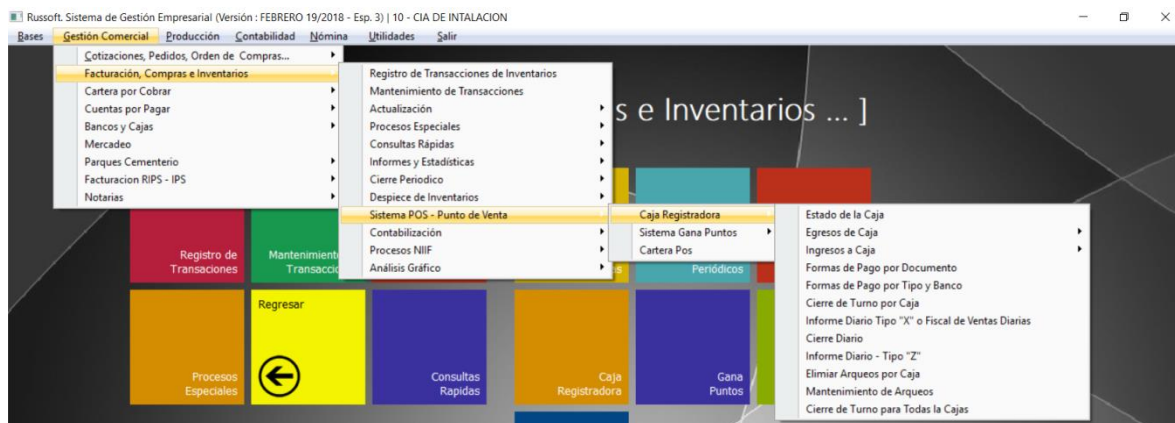 Russoft. Sistema de Gestión Empresarial (Versión : FEBRERO 19/2018 - Esp. 3) | 10 - CIA DE INTALACION
Bases Gestión Comercial Producción Contabilidad Nómina Utilidades Salir
Cotizaciones, Pedidos, Orden de Compras...
Facturación, Compras e Inventarios
Cartera por Cobrar
Cuentas por Pagar
Bancos y Cajas
Mercadeo
Parques Cementerio
Facturacion RIPS - IPS
Notarias
Registro de Transacciones de Inventarios
Mantenimiento de Transacciones
Actualización
Procesos Especiales
Consultas Rápidas
Informes y Estadísticas
Cierre Periodico
Despiece de Inventarios
Sistema POS - Punto de Venta
Contabilización
Procesos NIIF
Análisis Gráfico
Caja Registradora
Sistema Gana Puntos
Cartera Pos
Estado de la Caja
Egresos de Caja
Ingresos a Caja
Formas de Pago por Documento
Formas de Pago por Tipo y Banco
Cierre de Turno por Caja
Informe Diario Tipo "X" o Fiscal de Ventas Diarias
Cierre Diario
Informe Diario - Tipo "Z"
Elimiar Arqueos por Caja
Mantenimiento de Arqueos
Cierre de Turno para Todas la Cajas
s e Inventarios ... ]
Registro de
Transaciones
Periódicos
Regresar
Procesos
Especiales
Consultas
Rapidas
Caja
Registradora
Gana
Puntos